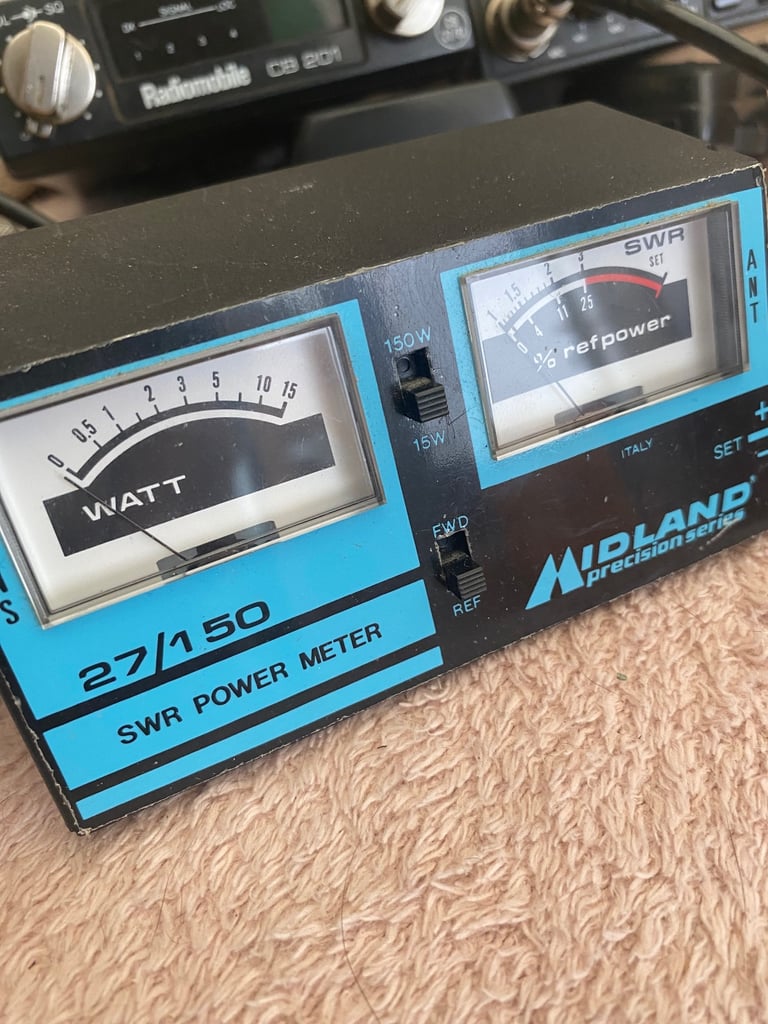 SQ
SIGNAL
Radiomobile CB 201
SWR
SET
1 1.5 2 3
0 4 11 25
% refpower
ANT
150W
15W
0 0.5 1 2 3 5 10 15
WATT
ITALY
+
SET
-
FWD
REF
MIDLAND
precision series
S
27/150
SWR POWER METER